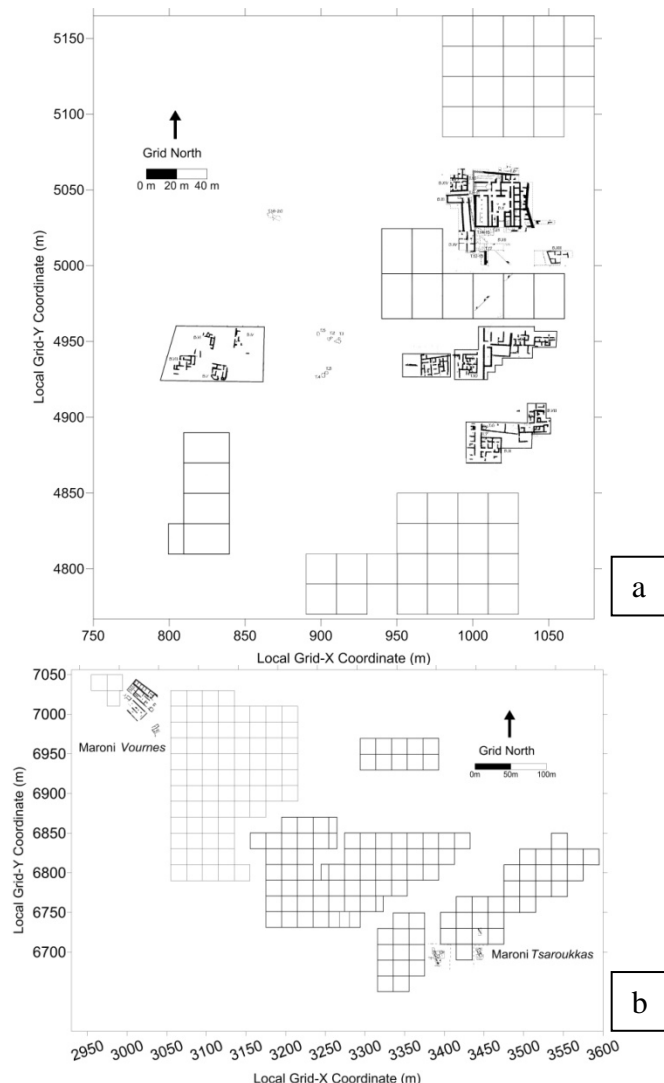 5150
5100
Grid North
0 m 20 m 40 m
5050
5000
Local Grid-Y Coordinate (m)
4950
4900
4850
4800
750 800 850 900 950 1000 1050
Local Grid-X Coordinate (m)
a
7050
7000
Maroni Vournes
Grid North
0m 50m 100m
6950
6900
Local Grid-Y Coordinate (m)
6850
6800
6750
6700
Maroni Tsaroukkas
b
2950 3000 3050 3100 3150 3200 3250 3300 3350 3400 3450 3500 3550 3600
Local Grid-X Coordinate (m)